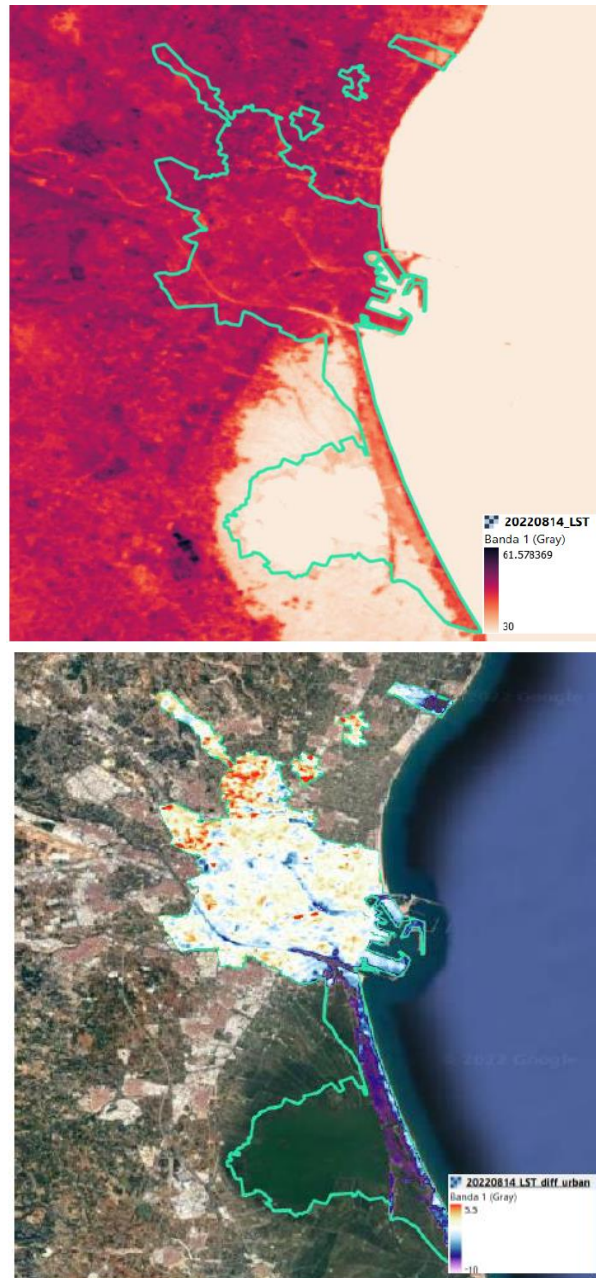 20220814_LST
Banda 1 (Gray)
61.578369
30
2022 Google
© 2022 Google
20220814_LST_diff_urban
Banda 1 (Gray)
5.5
-10